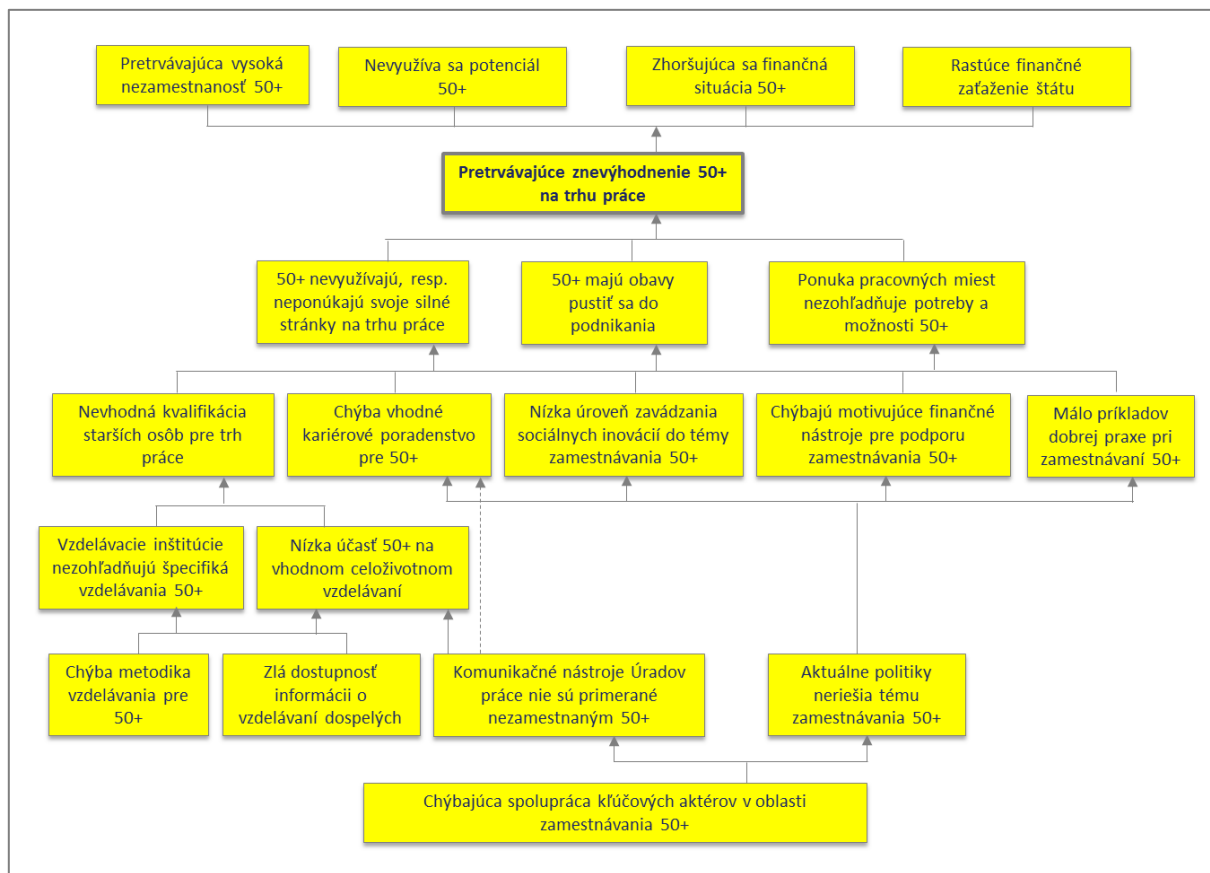 Pretrvávajúca vysoká
nezamestnanosť 50+
Nevyužíva sa potenciál
50+
Zhoršujúca sa finančná
situácia 50+
Rastúce finančné
zaťaženie štátu
Pretrvávajúce znevýhodnenie 50+
na trhu práce
50+ nevyužívajú, resp.
neponúkajú svoje silné
stránky na trhu práce
50+ majú obavy
pustiť sa do
podnikania
Ponuka pracovných miest
nezohľadňuje potreby a
možnosti 50+
Nevhodná kvalifikácia
starších osôb pre trh
práce
Chýba vhodné
kariérové poradenstvo
pre 50+
Nízka úroveň zavádzania
sociálnych inovácií do témy
zamestnávania 50+
Chýbajú motivujúce finančné
nástroje pre podporu
zamestnávania 50+
Málo príkladov
dobrej praxe pri
zamestnávaní 50+
Vzdelávacie inštitúcie
nezohľadňujú špecifiká
vzdelávania 50+
Nízka účasť 50+ na
vhodnom celoživotnom
vzdelávaní
Chýba metodika
vzdelávania pre
50+
Zlá dostupnosť
informácii o
vzdelávaní dospelých
Komunikačné nástroje Úradov
práce nie sú primerané
nezamestnaným 50+
Aktuálne politiky
neriešia tému
zamestnávania 50+
Chýbajúca spolupráca kľúčových aktérov v oblasti
zamestnávania 50+